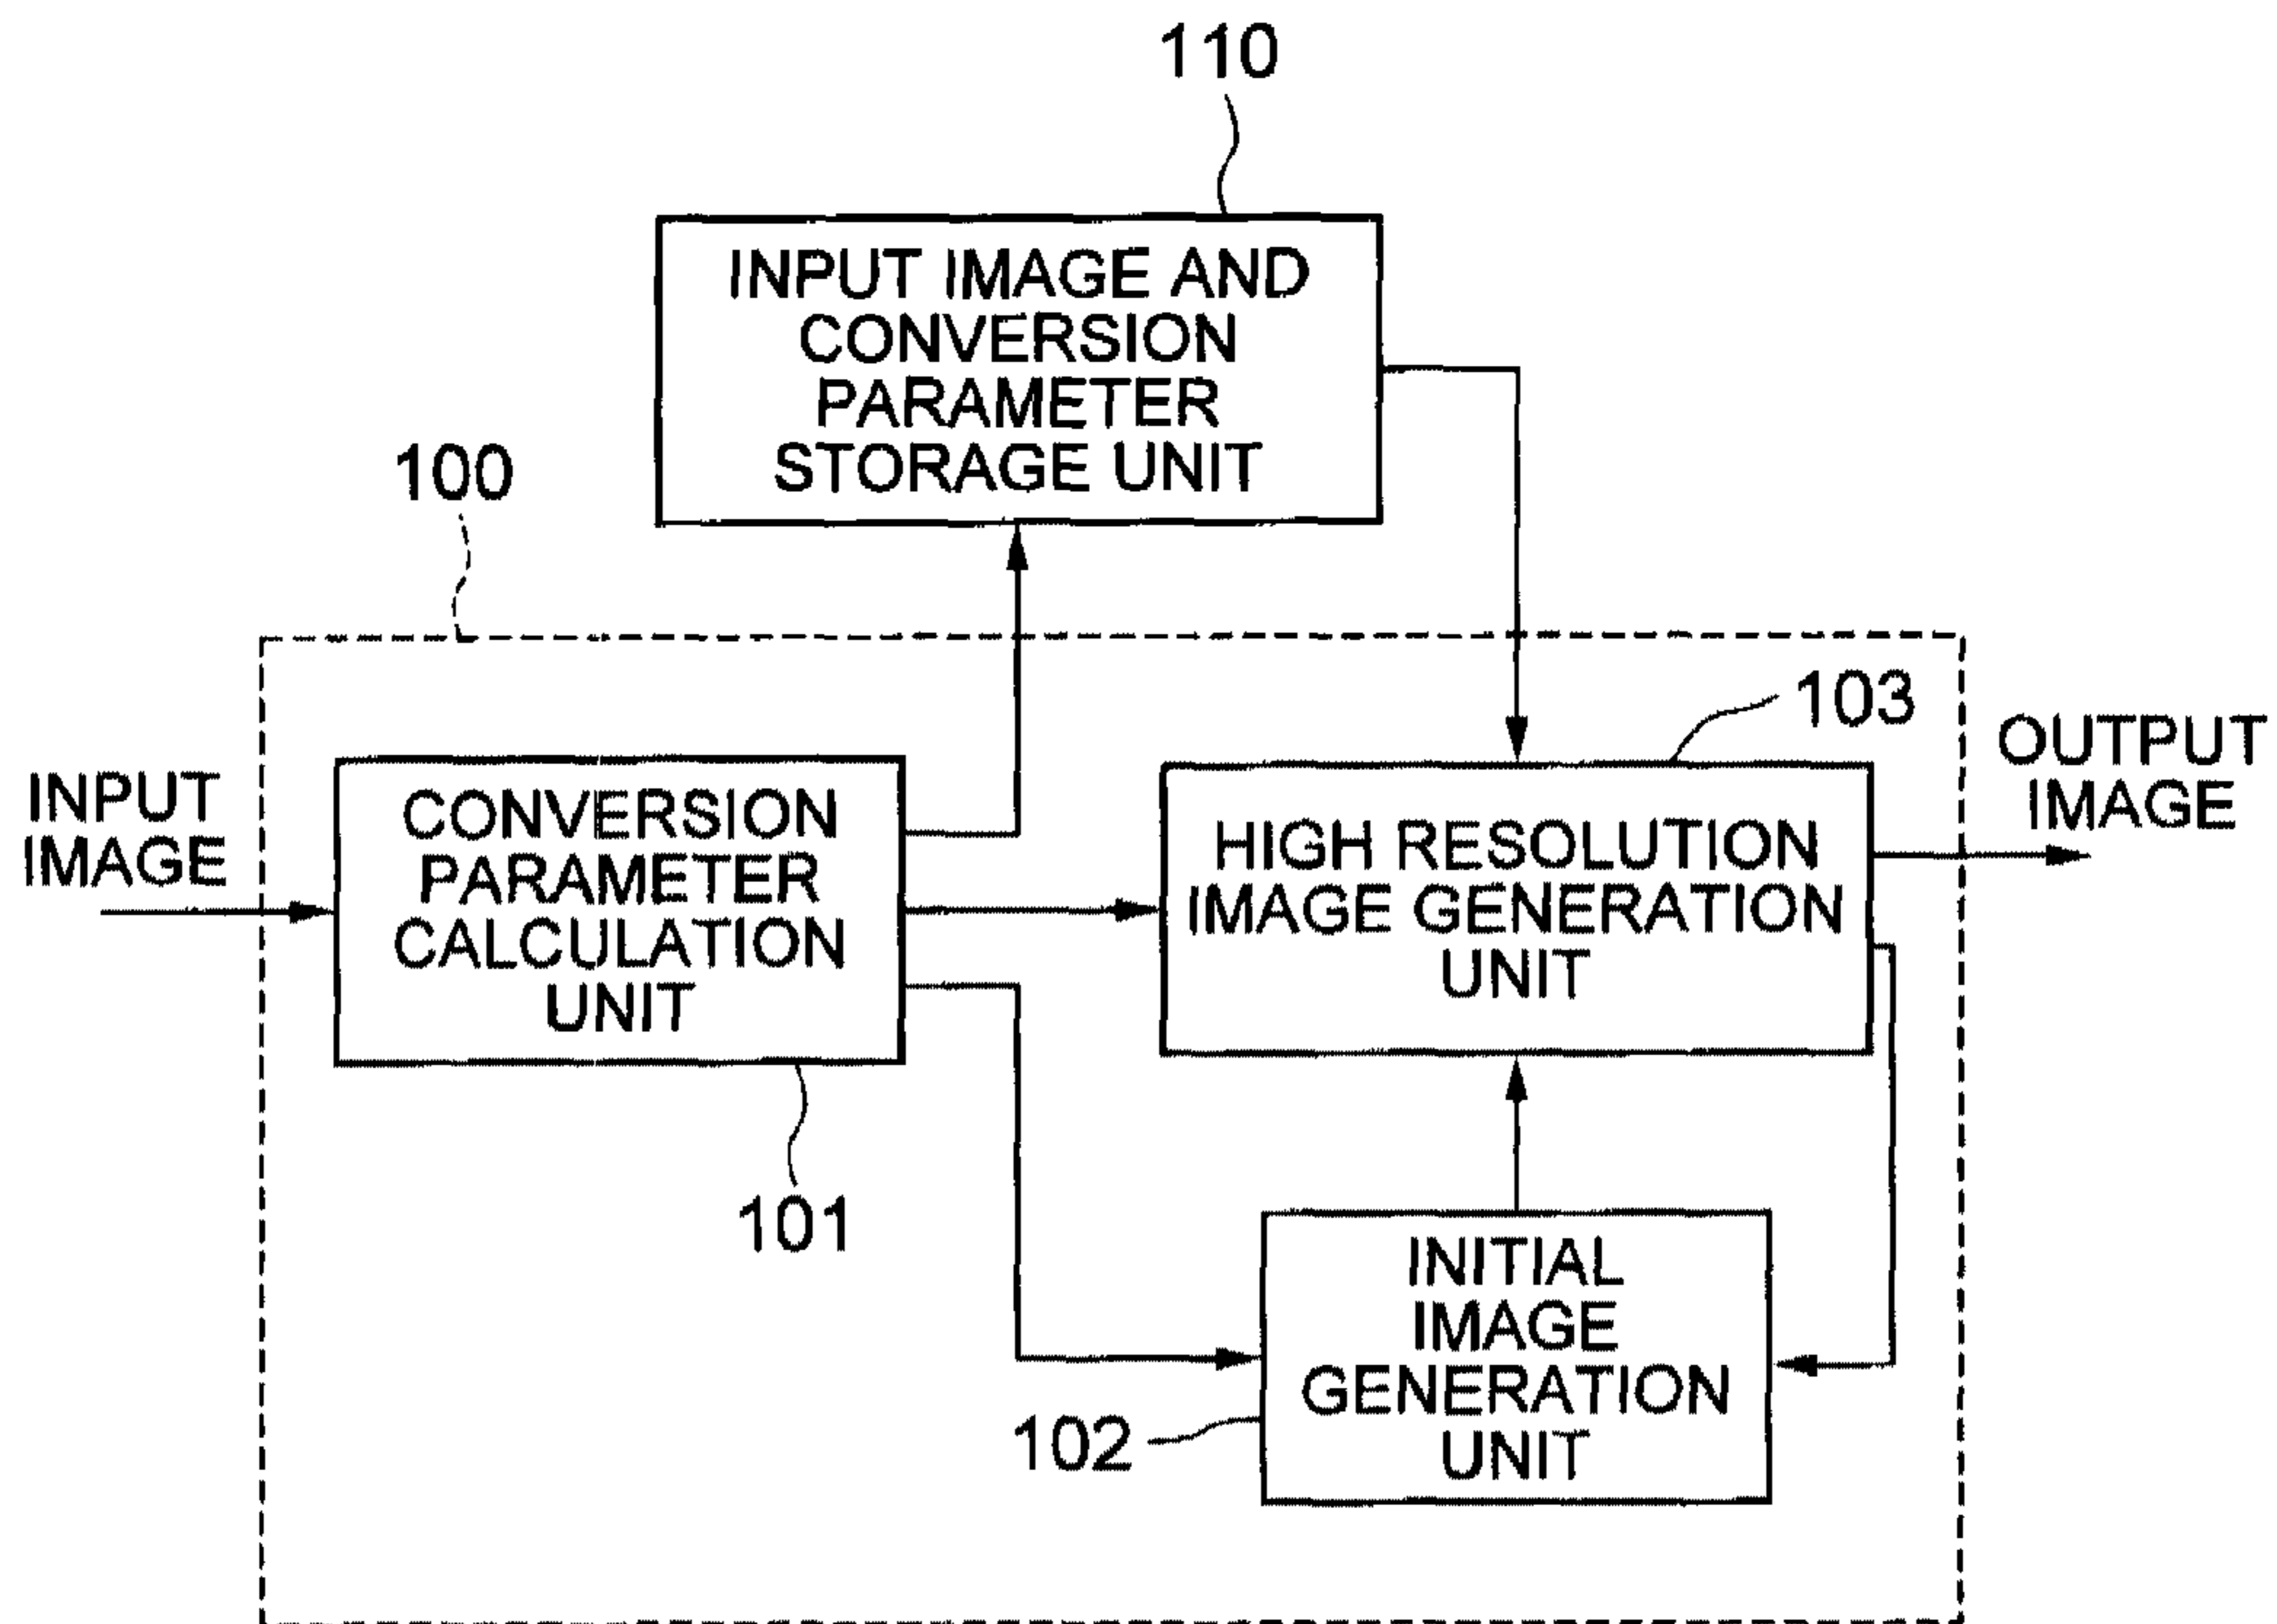 110
INPUT IMAGE AND
CONVERSION
PARAMETER
STORAGE UNIT
100
103
OUTPUT
IMAGE
INPUT
IMAGE
CONVERSION
PARAMETER
CALCULATION
UNIT
HIGH RESOLUTION
IMAGE GENERATION
UNIT
101
INITIAL
IMAGE
GENERATION
UNIT
102